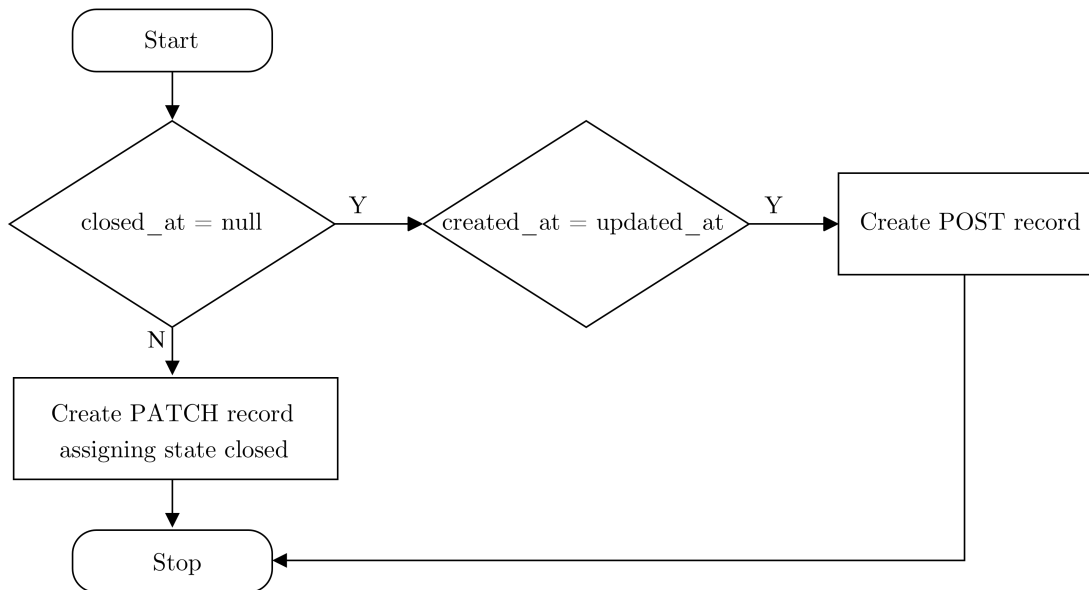 Start
closed_at = null
Y
created_at = updated_at
Y
Create POST record
N
Create PATCH record
assigning state closed
Stop